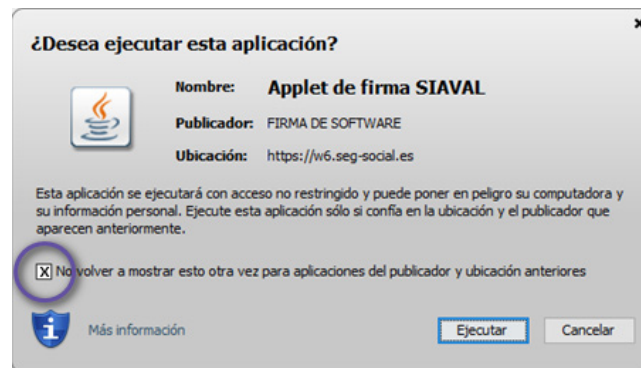 ¿Desea ejecutar esta aplicación?
Nombre: Applet de firma SIAVAL
Publicador: FIRMA DE SOFTWARE
Ubicación: https://w6.seg-social.es
Esta aplicación se ejecutará con acceso no restringido y puede poner en peligro su computadora y
su información personal. Ejecute esta aplicación sólo si confía en la ubicación y el publicador que
aparecen anteriormente.
No volver a mostrar esto otra vez para aplicaciones del publicador y ubicación anteriores
Más información
Ejecutar
Cancelar